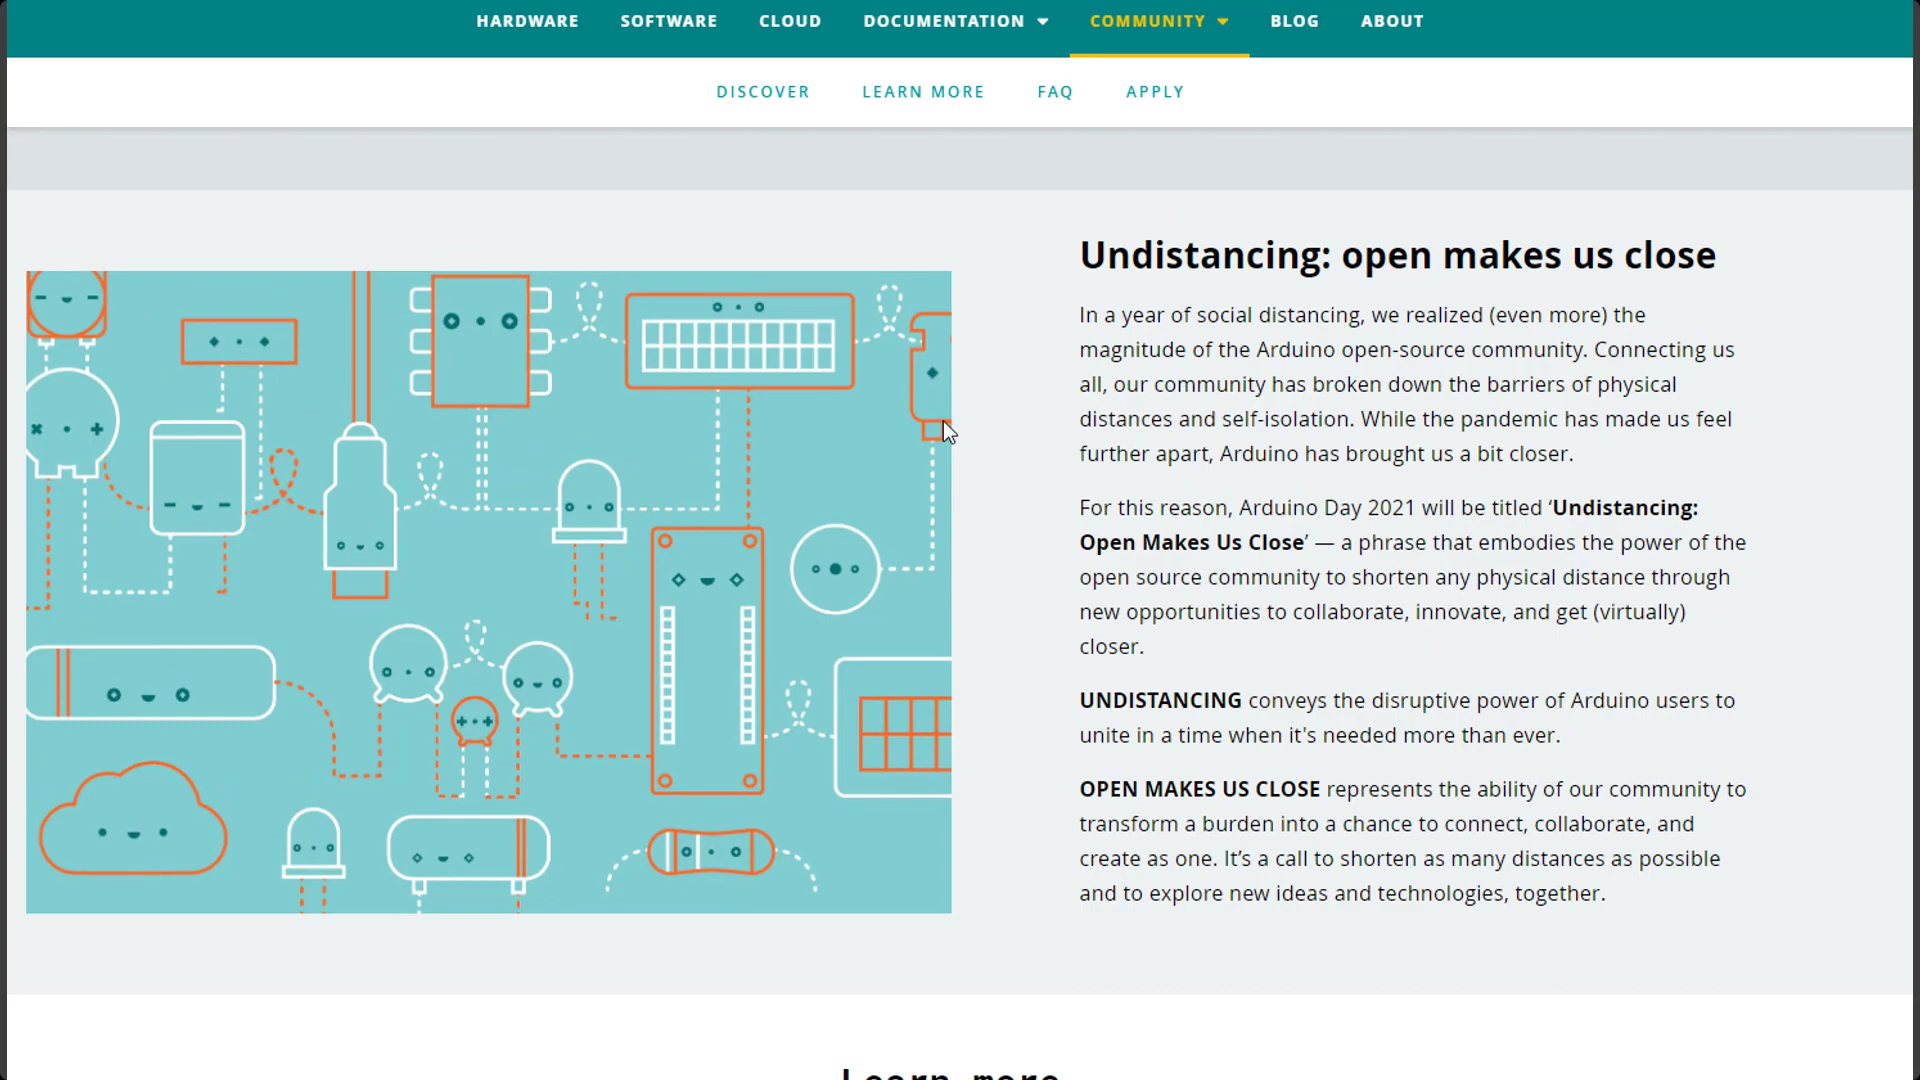 HARDWARE SOFTWARE CLOUD DOCUMENTATION COMMUNITY BLOG ABOUT
DISCOVER LEARN MORE FAQ APPLY
Undistancing: open makes us close
In a year of social distancing, we realized (even more) the
magnitude of the Arduino open-source community. Connecting us
all, our community has broken down the barriers of physical
distances and self-isolation. While the pandemic has made us feel
further apart, Arduino has brought us a bit closer.
For this reason, Arduino Day 2021 will be titled ‘Undistancing:
Open Makes Us Close’ — a phrase that embodies the power of the
open source community to shorten any physical distance through
new opportunities to collaborate, innovate, and get (virtually)
closer.
UNDISTANCING conveys the disruptive power of Arduino users to
unite in a time when it's needed more than ever.
OPEN MAKES US CLOSE represents the ability of our community to
transform a burden into a chance to connect, collaborate, and
create as one. It’s a call to shorten as many distances as possible
and to explore new ideas and technologies, together.
Learn more